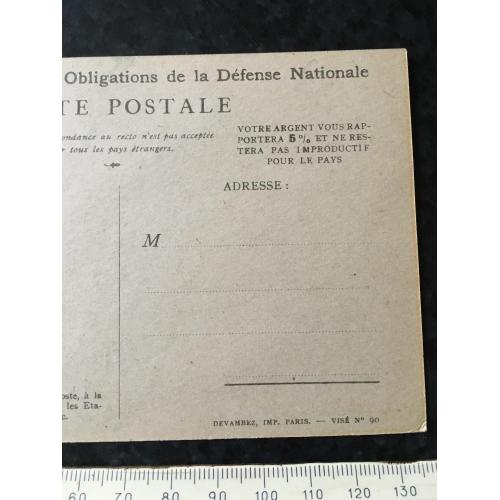 Obligations de la Défense Nationale
TE POSTALE
ondance au recto n'est pas acceptée
r tous les pays étrangers.
VOTRE ARGENT VOUS RAP-
PORTERA 5% ET NE RES-
TERA PAS IMPRODUCTIF
POUR LE PAYS
ADRESSE :
M
oste, à la
les Eta-
c.
DEVAMBEZ, IMP. PARIS. — VISÉ N° 90
60 70 80 90 100 110 120 130